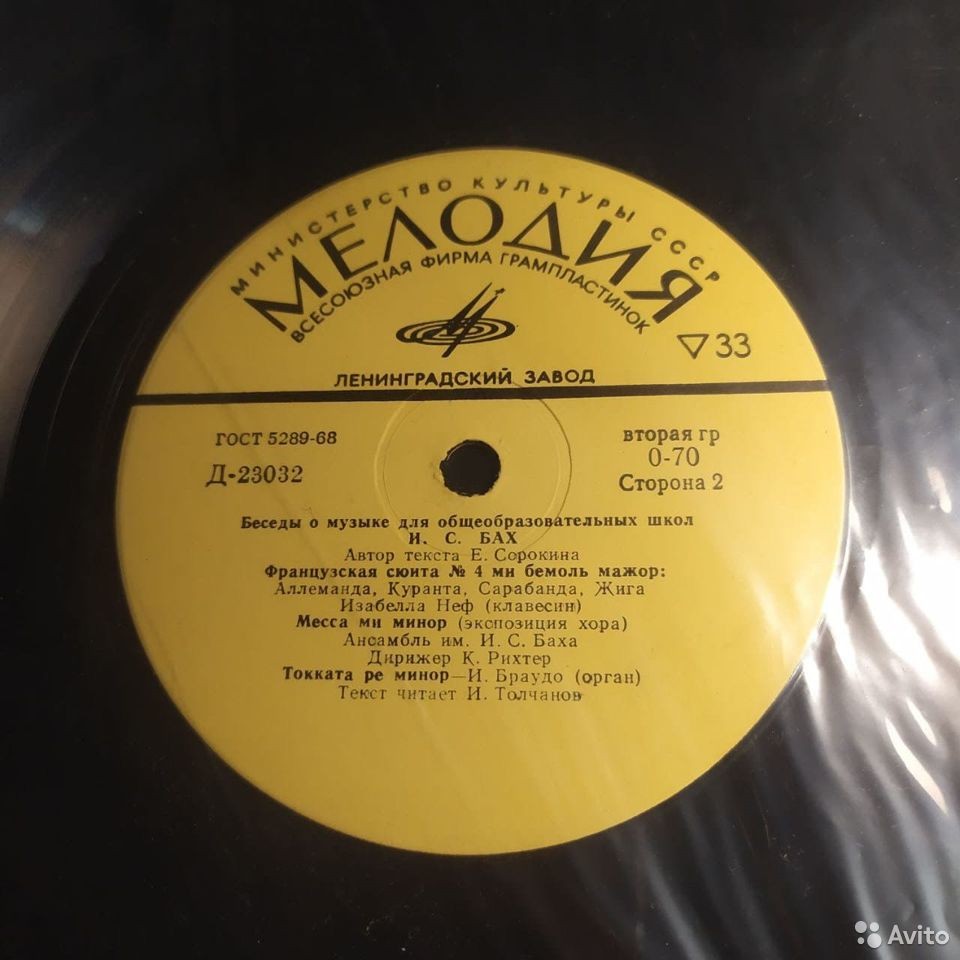 МИНИСТЕРСТВО КУЛЬТУРЫ СССР
МЕЛОДИЯ
ВСЕСОЮЗНАЯ ФИРМА ГРАМПЛАСТИНОК
▽33
ЛЕНИНГРАДСКИЙ ЗАВОД
ГОСТ 5289-68
Д-23032
вторая гр
0-70
Сторона 2
Беседы о музыке для общеобразовательных школ
И. С. БАХ
Автор текста Е. Сорокина
Французская сюита № 4 ми бемоль мажор:
Аллеманда, Куранта, Сарабанда, Жига
Изабелла Неф (клавесин)
Месса ми минор (экспозиция хора)
Ансамбль им. И. С. Баха
Дирижер К. Рихтер
Токката ре минор—И. Браудо (орган)
Текст читает И. Толчанов
Avito